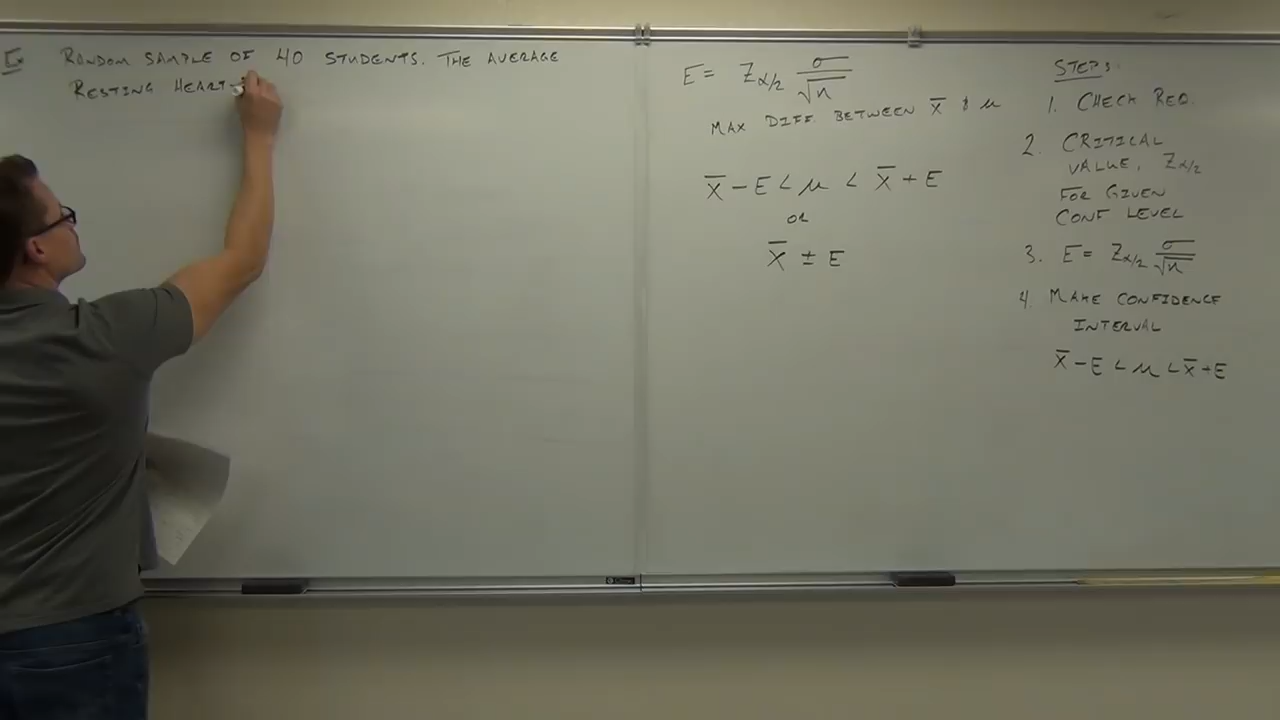 Ex RANDOM SAMPLE OF 40 STUDENTS. THE AVERAGE
RESTING HEART
E = Zα/2 σ/√n
MAX DIFF BETWEEN x̄ & μ
x̄ - E < μ < x̄ + E
OR
x̄ ± E
STEPS:
1. CHECK REQ.
2. CRITICAL
VALUE, Zα/2
FOR GIVEN
CONF LEVEL
3. E = Zα/2 σ/√n
4. MAKE CONFIDENCE
INTERVAL
x̄ - E < μ < x̄ + E